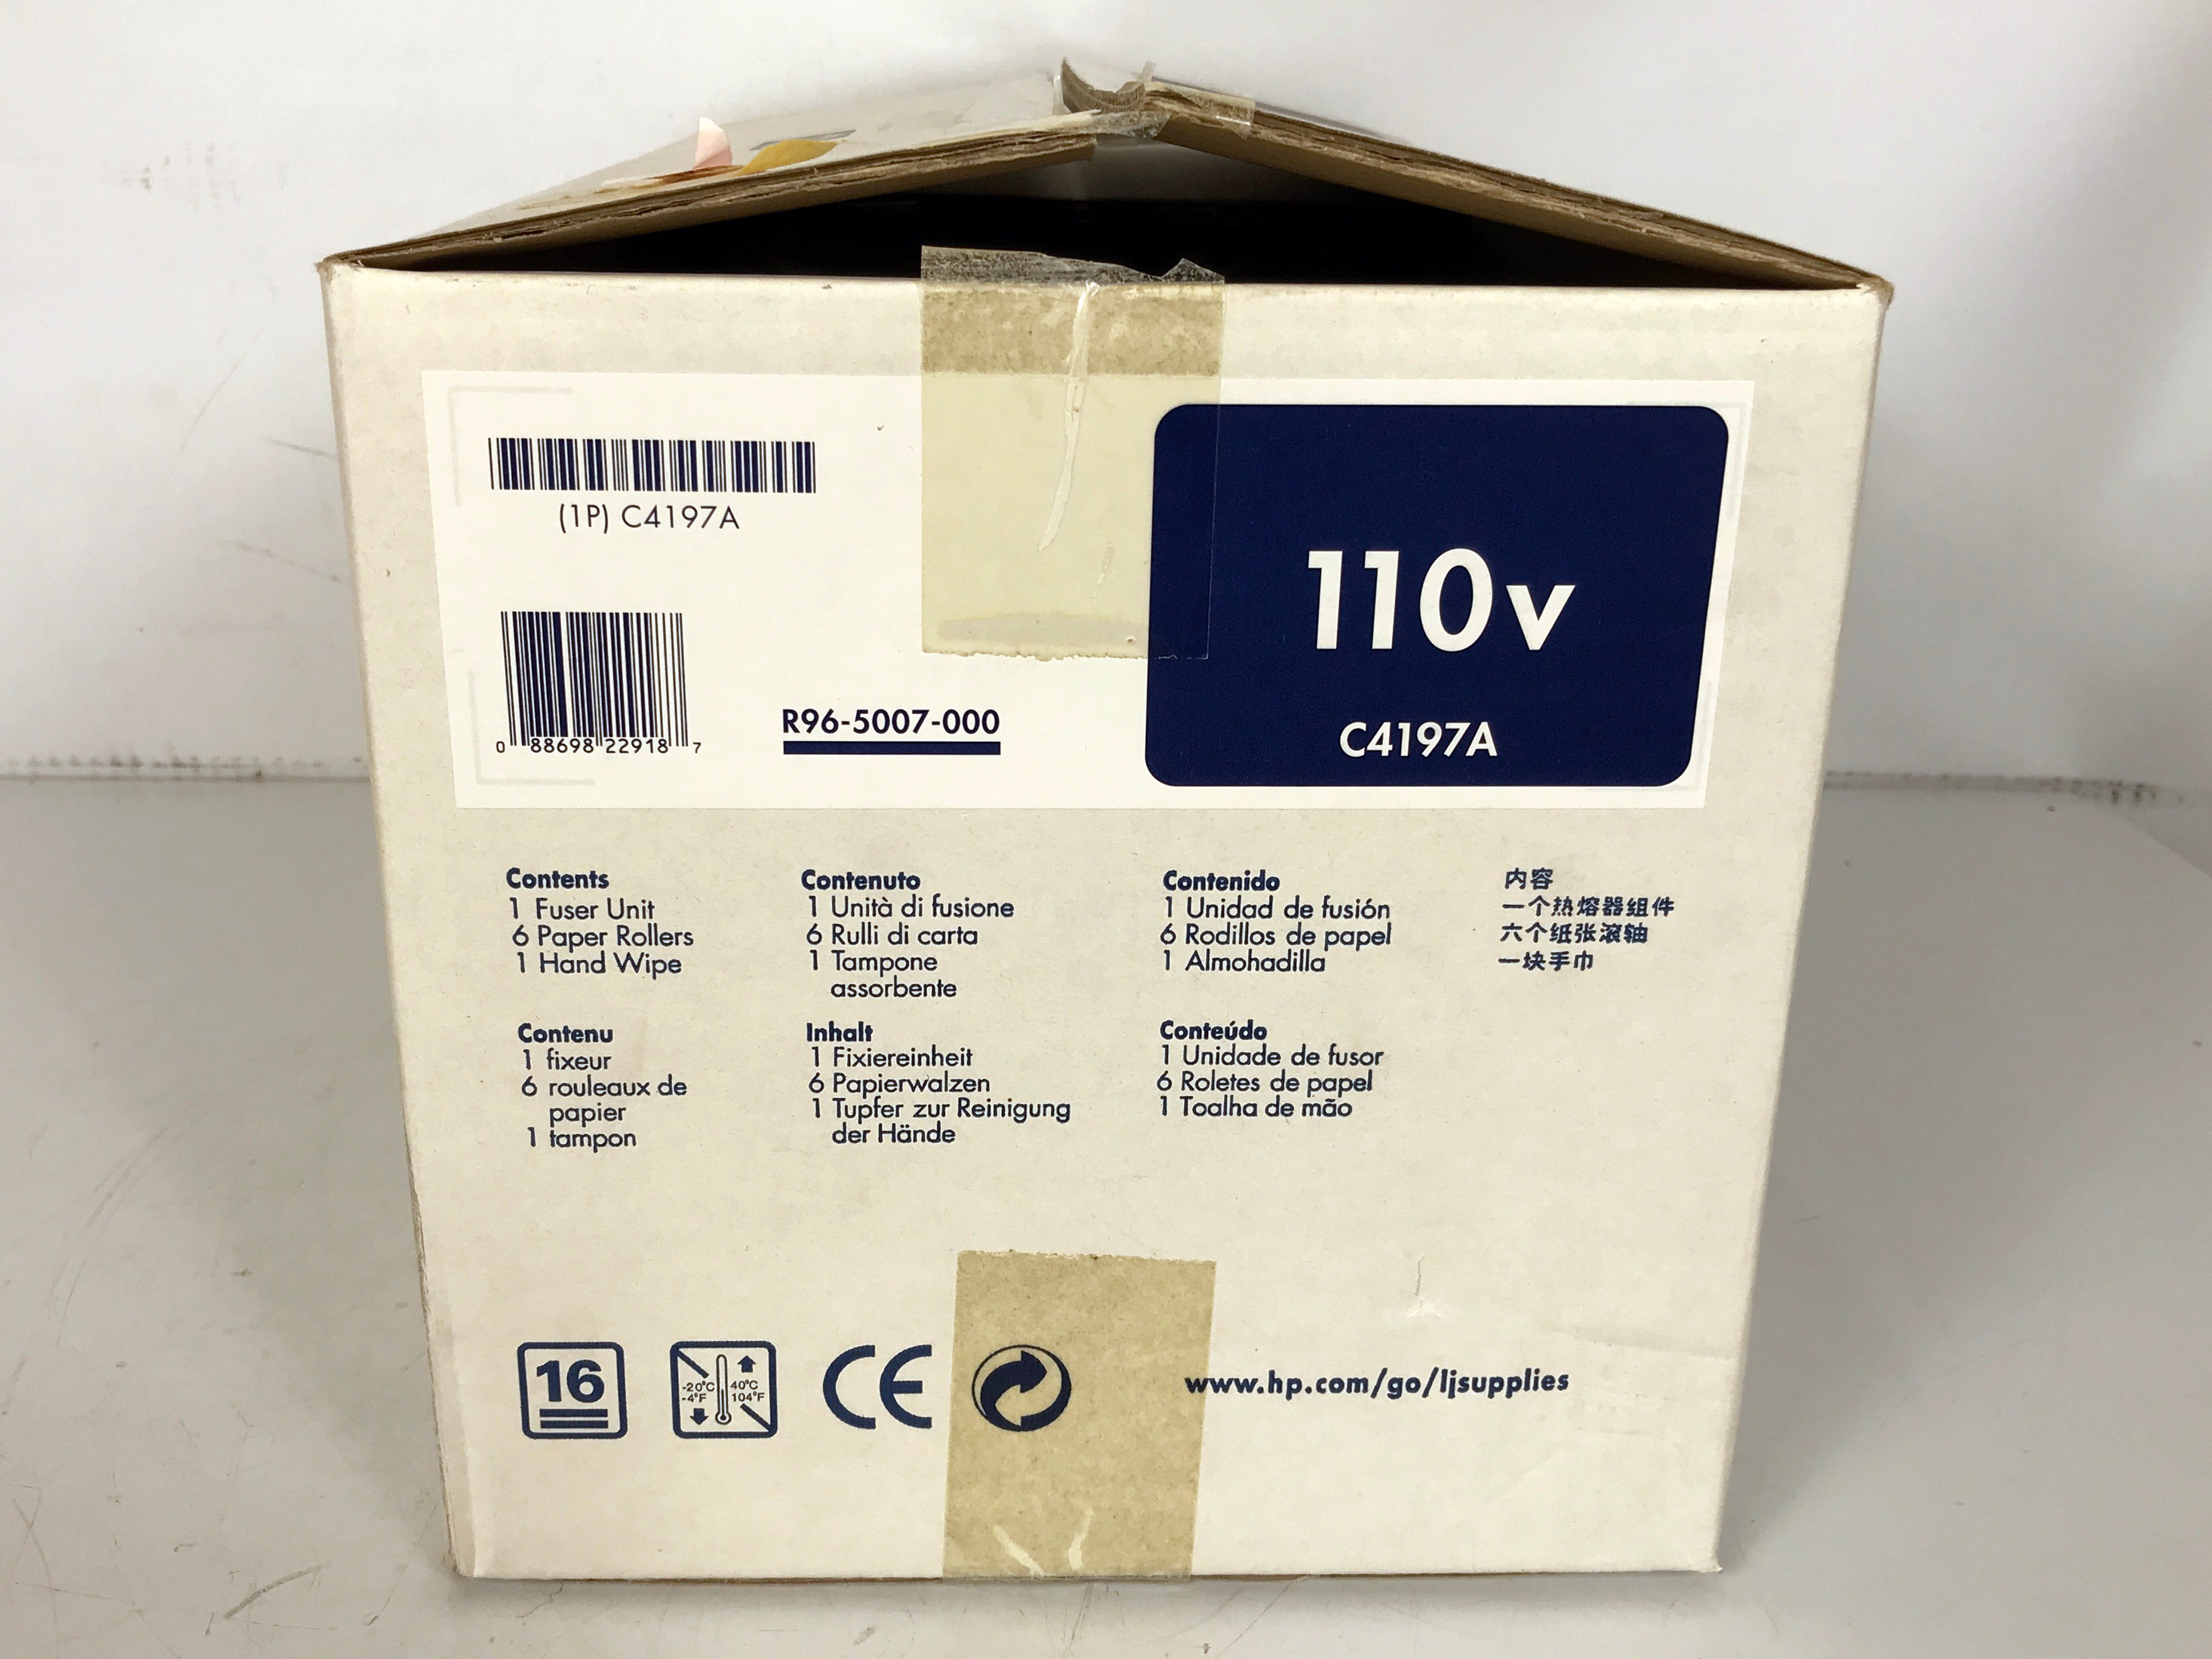 (1P) C4197A
0 88698 22918 7
R96-5007-000
110v
C4197A
Contents
1 Fuser Unit
6 Paper Rollers
1 Hand Wipe
Contenuto
1 Unità di fusione
6 Rulli di carta
1 Tampone
assorbente
Contenido
1 Unidad de fusión
6 Rodillos de papel
1 Almohadilla
内容
一个热熔器组件
六个纸张滚轴
一块手巾
Contenu
1 fixeur
6 rouleaux de
papier
1 tampon
Inhalt
1 Fixiereinheit
6 Papierwalzen
1 Tupfer zur Reinigung
der Hände
Conteúdo
1 Unidade de fusor
6 Roletes de papel
1 Toalha de mão
16
-20°C 40°C
-4°F 104°F
CE
www.hp.com/go/ljsupplies